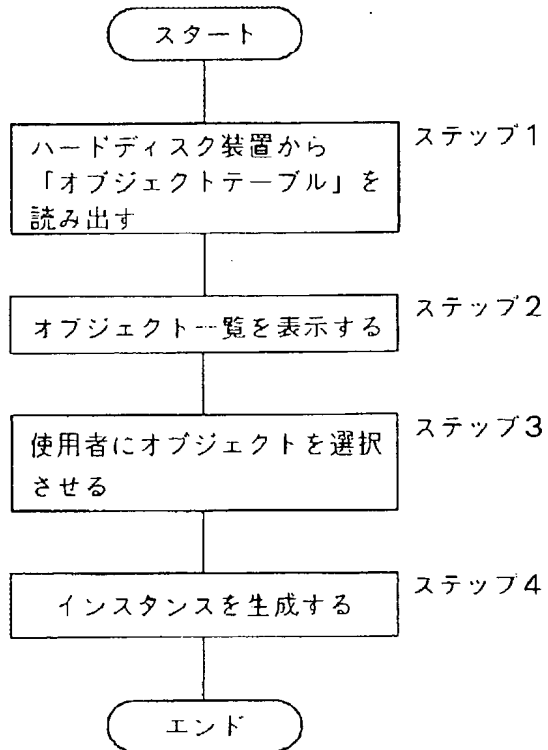 スタート
ステップ1
ハードディスク装置から
「オブジェクトテーブル」を
読み出す
ステップ2
オブジェクト一覧を表示する
ステップ3
使用者にオブジェクトを選択
させる
ステップ4
インスタンスを生成する
エンド